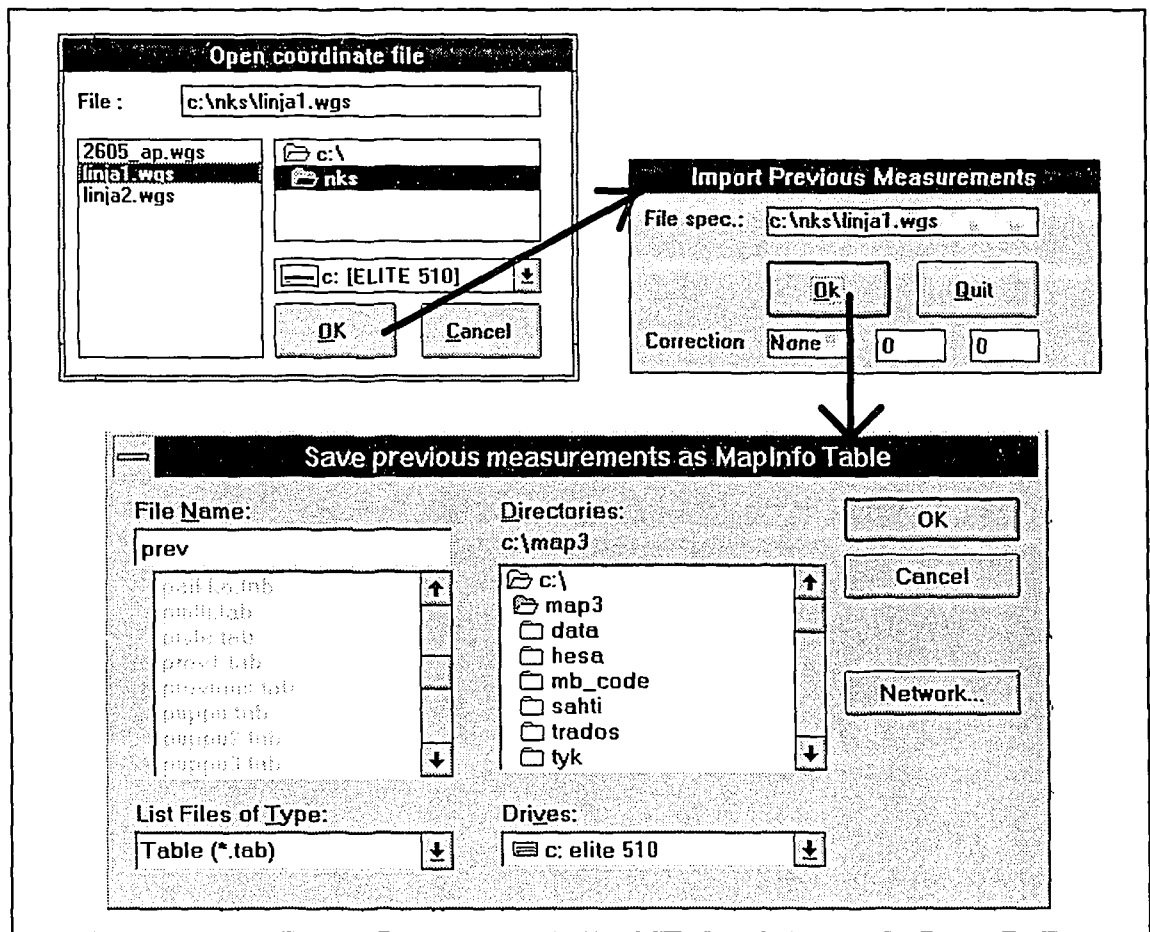 Open coordinate file
File : c:\nks\linja1.wgs
2605_ap.wgs
linja1.wgs
linja2.wgs
c:\
nks
c: [ELITE 510]
OK Cancel
Import Previous Measurements
File spec.: c:\nks\linja1.wgs
Ok Quit
Correction None 0 0
Save previous measurements as MapInfo Table
File Name:
prev
Directories:
c:\map3
c:\
map3
data
hesa
mb_code
sahti
trados
tyk
OK
Cancel
Network...
List Files of Type:
Table (*.tab)
Drives:
c: elite 510